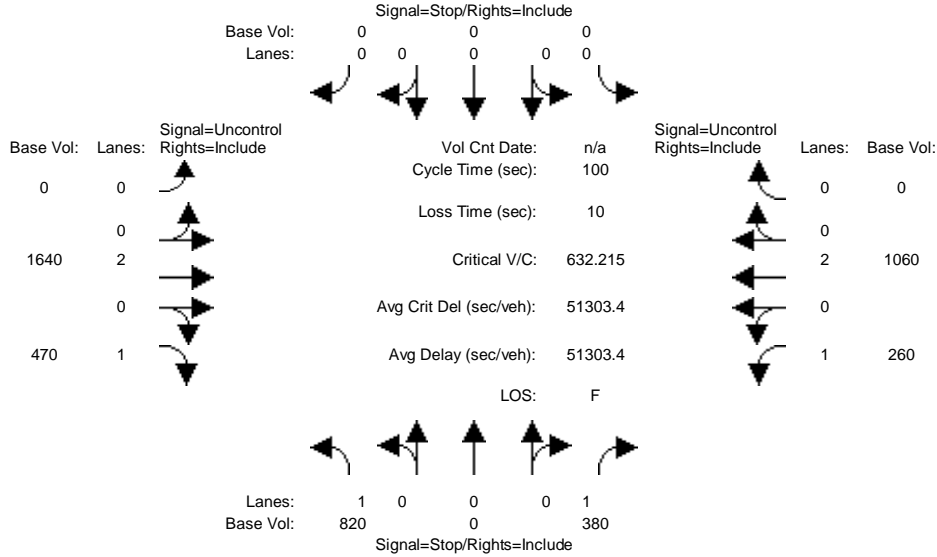 Signal=Stop/Rights=Include
Base Vol: 0 0 0
Lanes: 0 0 0 0 0
Signal=Uncontrol Signal=Uncontrol
Base Vol: Lanes: Rights=Include Vol Cnt Date: n/a Rights=Include Lanes: Base Vol:
Cycle Time (sec): 100
0 0 0 0
Loss Time (sec): 10
0 0
1640 2 Critical V/C: 632.215 2 1060
0 Avg Crit Del (sec/veh): 51303.4 0
470 1 Avg Delay (sec/veh): 51303.4 1 260
LOS: F
Lanes: 1 0 0 0 1
Base Vol: 820 0 380
Signal=Stop/Rights=Include